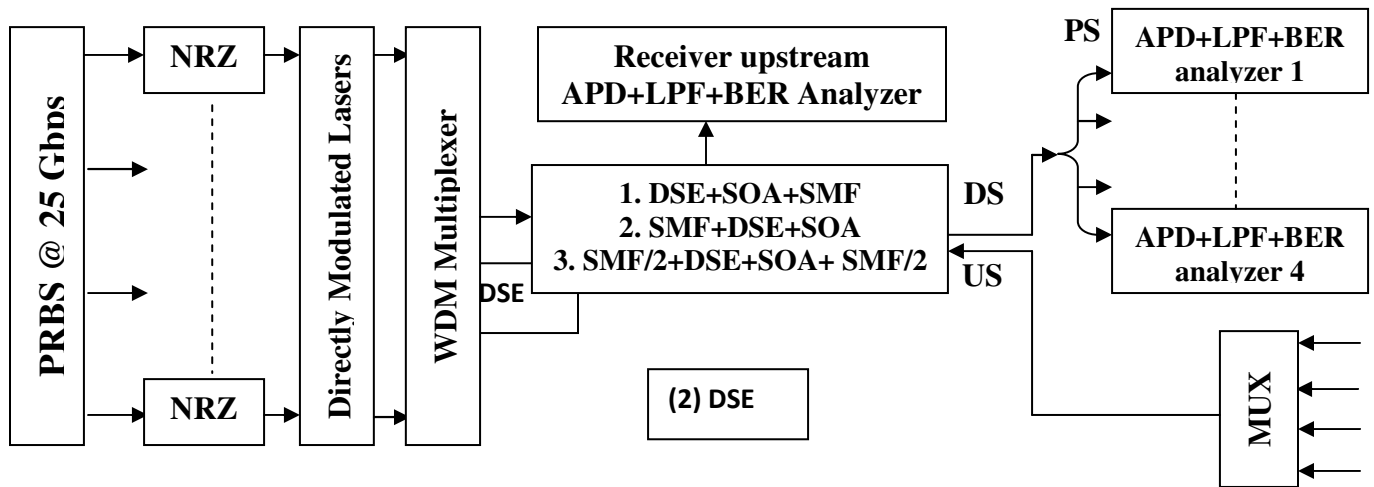 PRBS @ 25 Gbps
NRZ
NRZ
Directly Modulated Lasers
WDM Multiplexer
DSE
Receiver upstream
APD+LPF+BER Analyzer
1. DSE+SOA+SMF
2. SMF+DSE+SOA
3. SMF/2+DSE+SOA+ SMF/2
(2) DSE
DS
US
PS
APD+LPF+BER
analyzer 1
APD+LPF+BER
analyzer 4
MUX